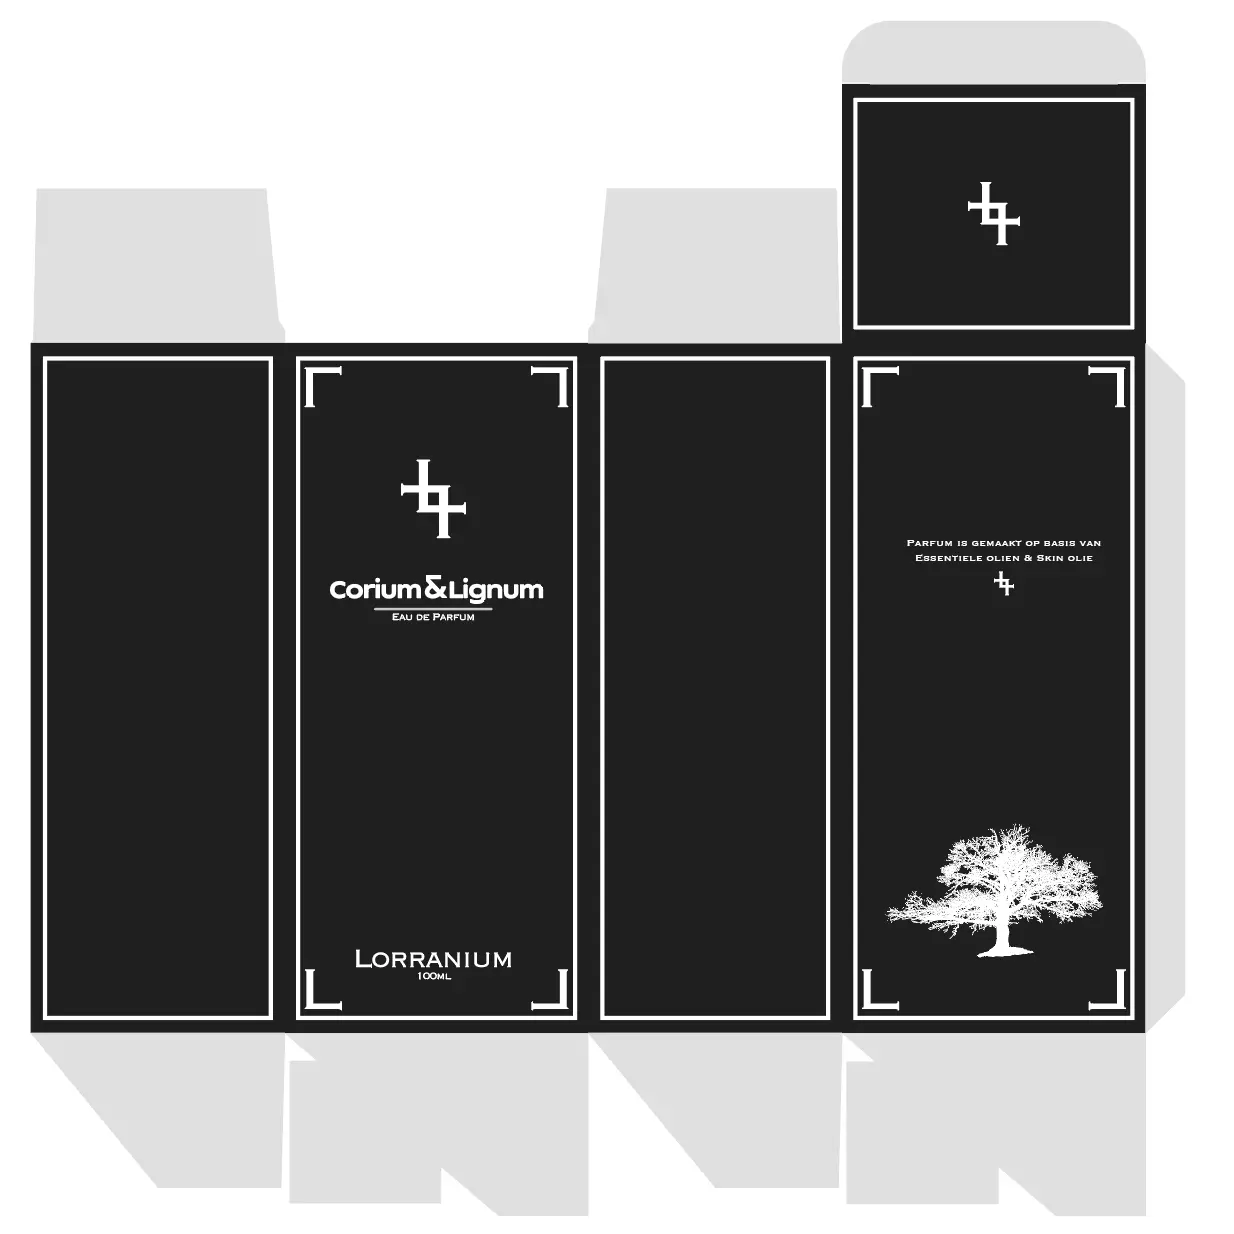 Corium&Lignum
Eau de Parfum
Lorranium
100ml
Parfum is gemaakt op basis van
Essentiele olien & Skin olie